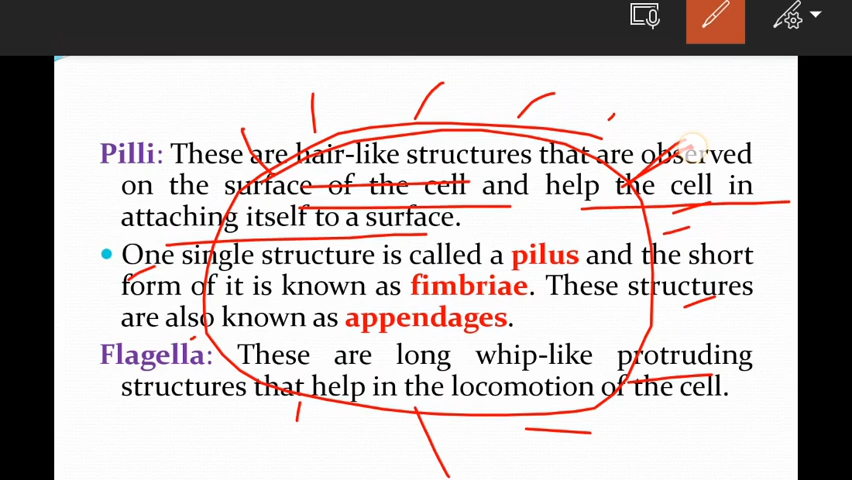 Pilli: These are hair-like structures that are observed
on the surface of the cell and help the cell in
attaching itself to a surface.
One single structure is called a pilus and the short
form of it is known as fimbriae. These structures
are also known as appendages.
Flagella: These are long whip-like protruding
structures that help in the locomotion of the cell.